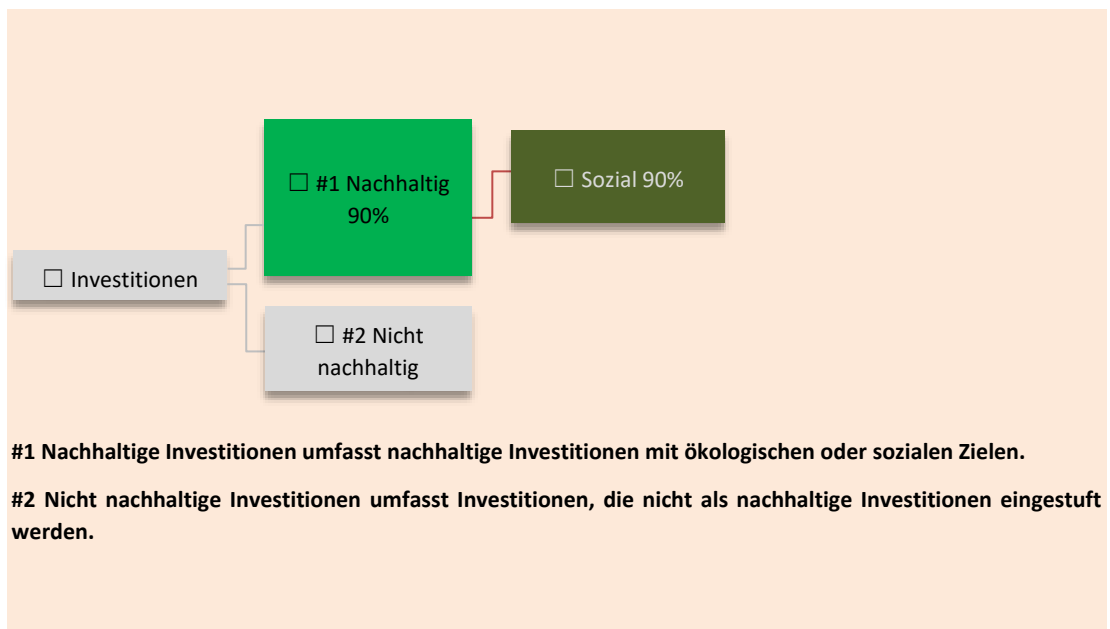 ☐ #1 Nachhaltig
90%
☐ Sozial 90%
☐ Investitionen
☐ #2 Nicht
nachhaltig
#1 Nachhaltige Investitionen umfasst nachhaltige Investitionen mit ökologischen oder sozialen Zielen.
#2 Nicht nachhaltige Investitionen umfasst Investitionen, die nicht als nachhaltige Investitionen eingestuft
werden.